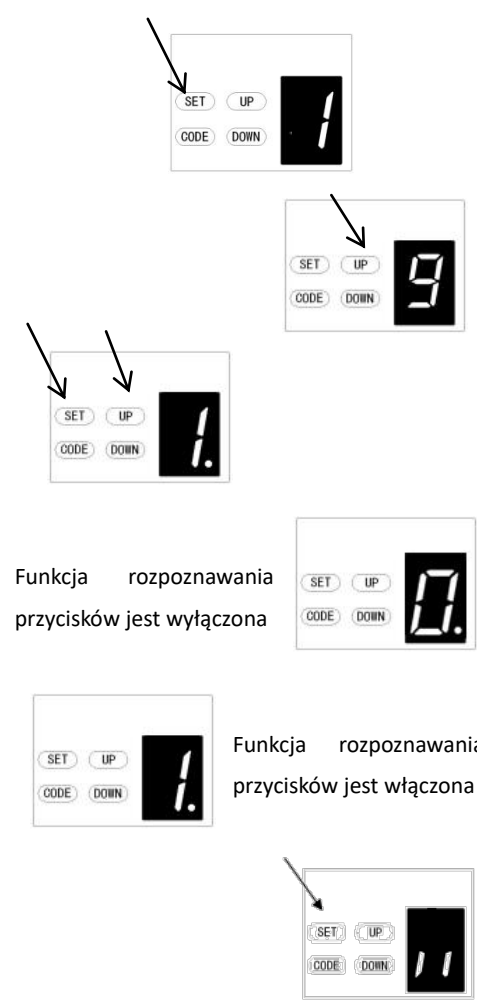 SET UP 1
CODE DOWN
SET UP 9
CODE DOWN
SET UP 1.
CODE DOWN
Funkcja rozpoznawania
przycisków jest wyłączona
SET UP 0.
CODE DOWN
SET UP 1.
CODE DOWN
Funkcja rozpoznawania
przycisków jest włączona
SET UP 11
CODE DOWN